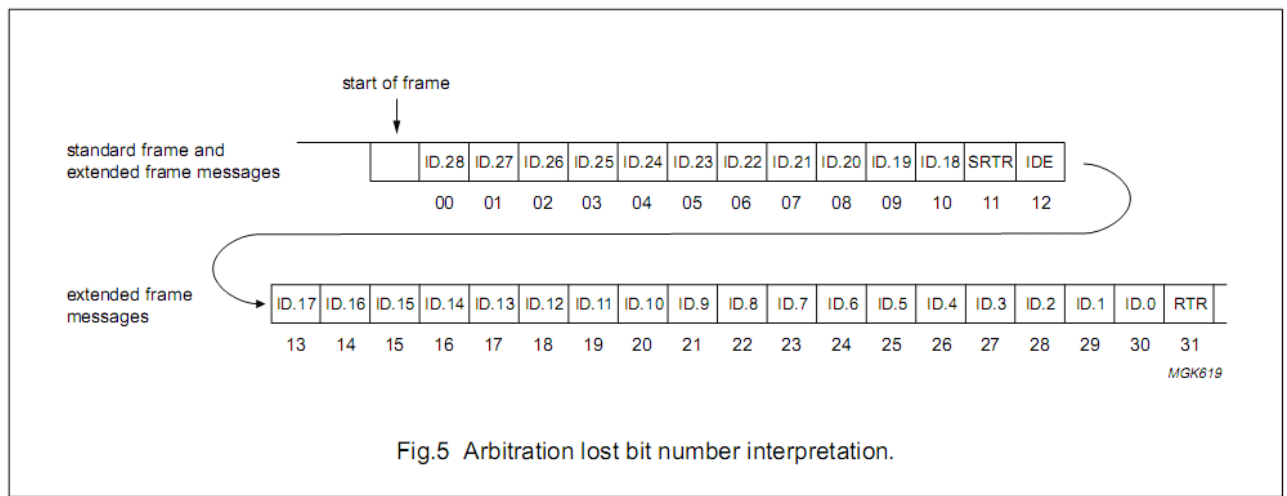 start of frame
standard frame and
extended frame messages
ID.28 ID.27 ID.26 ID.25 ID.24 ID.23 ID.22 ID.21 ID.20 ID.19 ID.18 SRTR IDE
00 01 02 03 04 05 06 07 08 09 10 11 12
extended frame
messages
ID.17 ID.16 ID.15 ID.14 ID.13 ID.12 ID.11 ID.10 ID.9 ID.8 ID.7 ID.6 ID.5 ID.4 ID.3 ID.2 ID.1 ID.0 RTR
13 14 15 16 17 18 19 20 21 22 23 24 25 26 27 28 29 30 31
MGK619
Fig.5 Arbitration lost bit number interpretation.